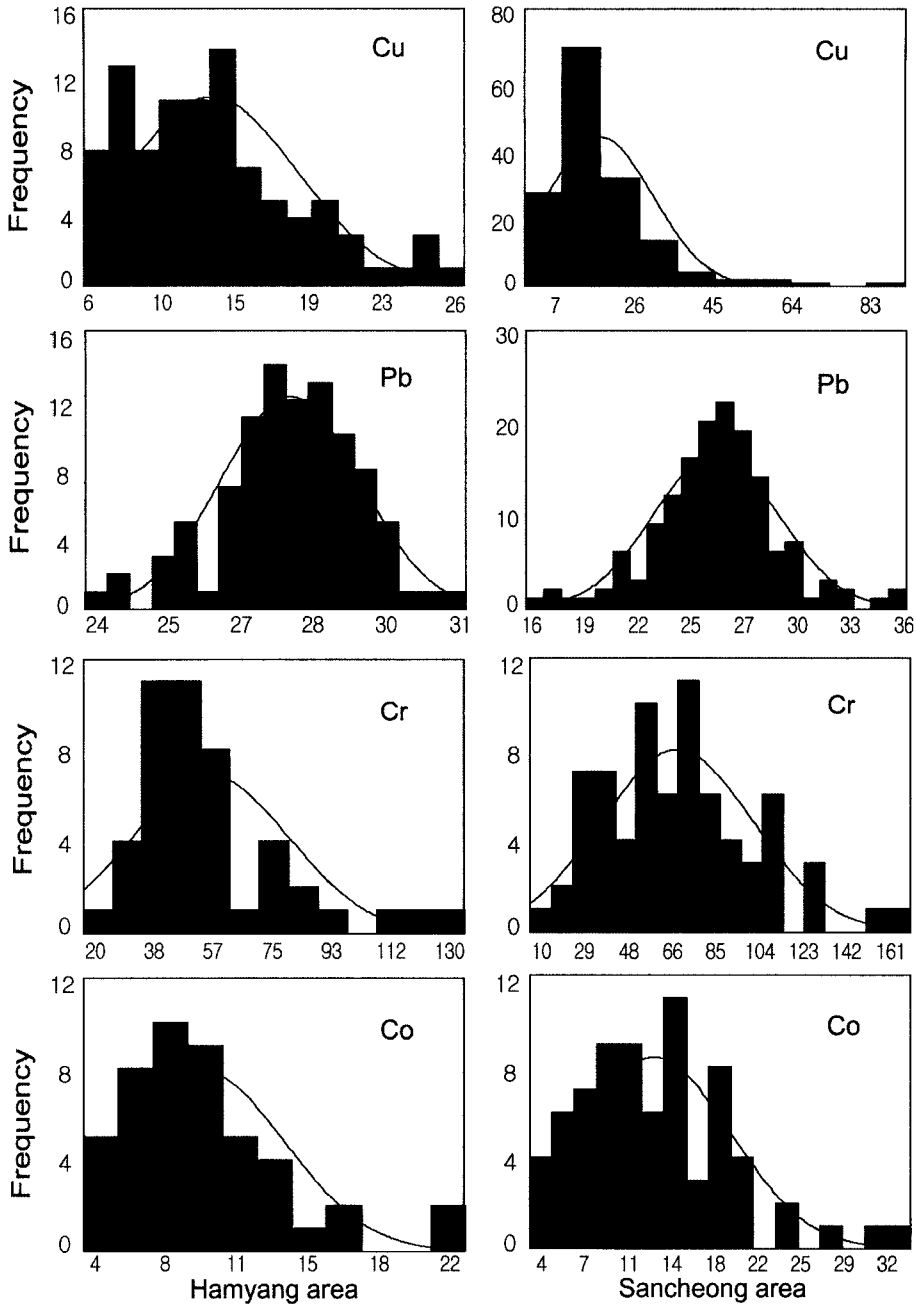 16
12
8
4
0
Frequency
Cu
6 10 15 19 23 26
80
60
40
20
0
Cu
7 26 45 64 83
16
12
8
4
0
Frequency
Pb
24 25 27 28 30 31
30
20
10
0
Pb
16 19 22 25 27 30 33 36
12
8
4
0
Frequency
Cr
20 38 57 75 93 112 130
12
8
4
0
Cr
10 29 48 66 85 104 123 142 161
12
8
4
0
Frequency
Co
4 8 11 15 18 22
Hamyang area
12
8
4
0
Co
4 7 11 14 18 22 25 29 32
Sancheong area